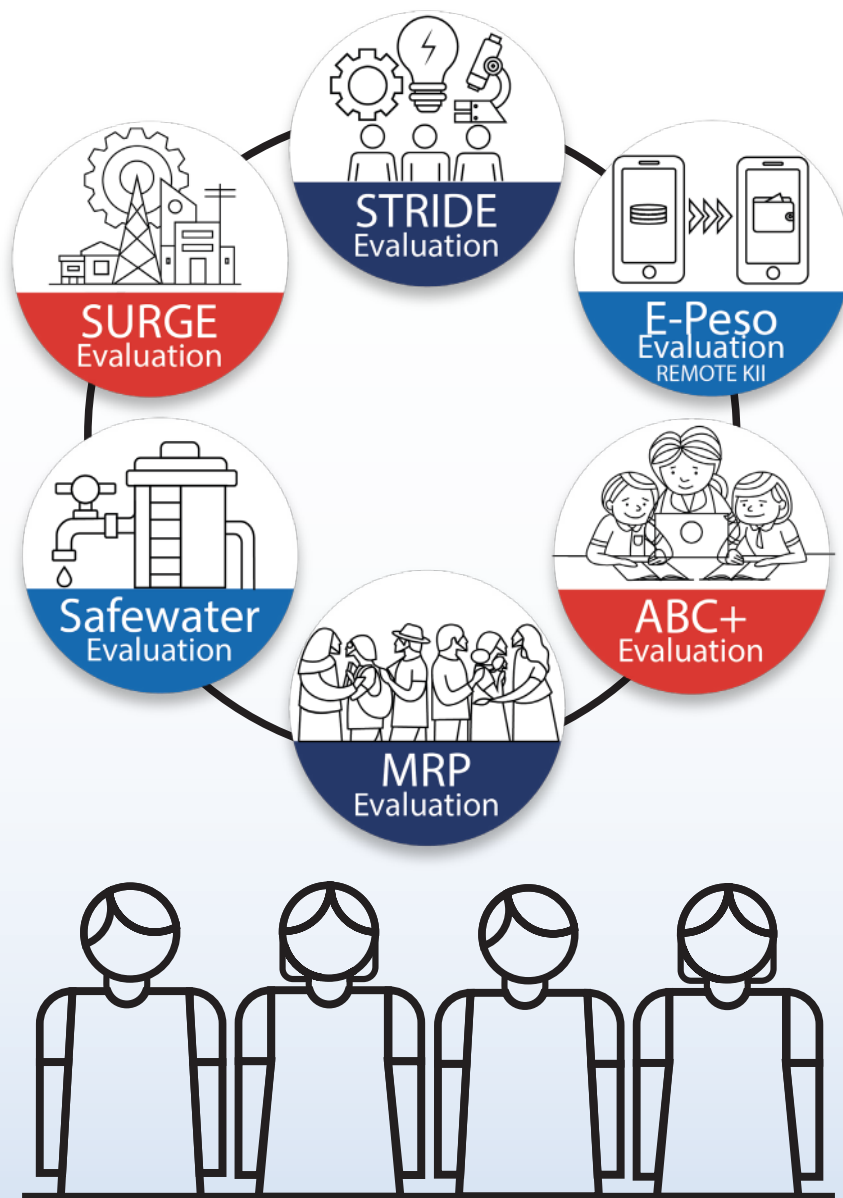 STRIDE
Evaluation
SURGE
Evaluation
E-Peso
Evaluation
REMOTE KII
Safewater
Evaluation
ABC+
Evaluation
MRP
Evaluation